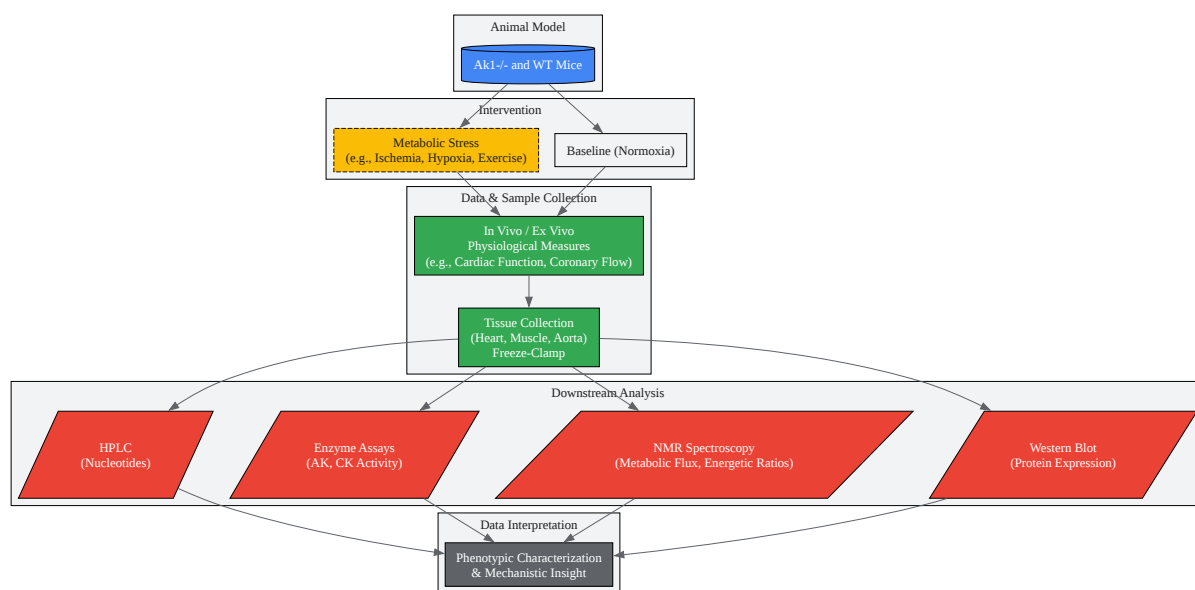 Animal Model
Ak1-/- and WT Mice
Intervention
Metabolic Stress
(e.g., Ischemia, Hypoxia, Exercise)
Baseline (Normoxia)
Data & Sample Collection
In Vivo / Ex Vivo
Physiological Measures
(e.g., Cardiac Function, Coronary Flow)
Tissue Collection
(Heart, Muscle, Aorta)
Freeze-Clamp
Downstream Analysis
HPLC
(Nucleotides)
Enzyme Assays
(AK, CK Activity)
NMR Spectroscopy
(Metabolic Flux, Energetic Ratios)
Western Blot
(Protein Expression)
Data Interpretation
Phenotypic Characterization
& Mechanistic Insight